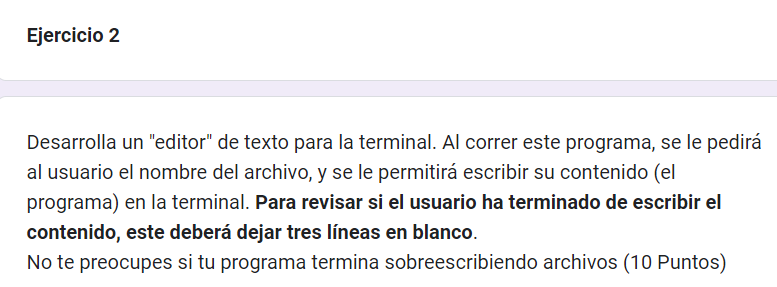 Ejercicio 2
Desarrolla un "editor" de texto para la terminal. Al correr este programa, se le pedirá
al usuario el nombre del archivo, y se le permitirá escribir su contenido (el
programa) en la terminal. Para revisar si el usuario ha terminado de escribir el
contenido, este deberá dejar tres líneas en blanco.
No te preocupes si tu programa termina sobreescribiendo archivos (10 Puntos)